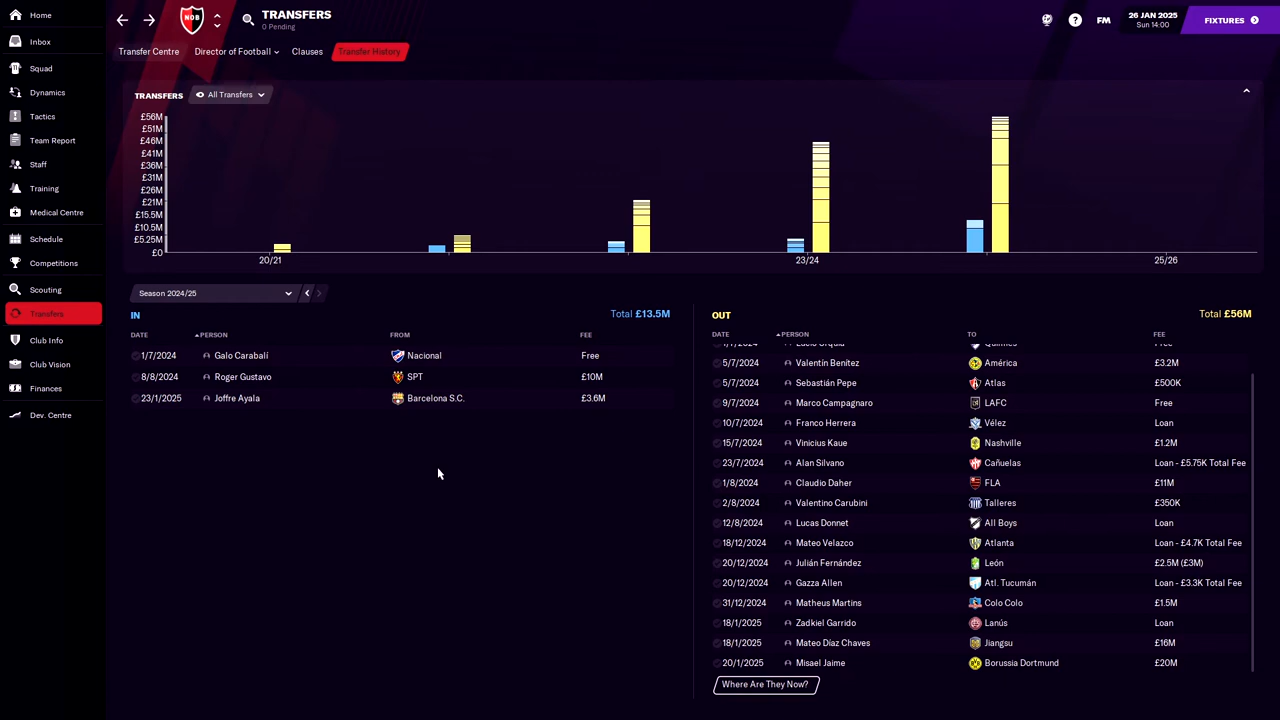 Home
Inbox
Squad
Dynamics
Tactics
Team Report
Staff
Training
Medical Centre
Schedule
Competitions
Scouting
Transfers
Club Info
Club Vision
Finances
Dev. Centre
NOB
TRANSFERS
0 Pending
? FM
26 JAN 2025
Sun 14:00
FIXTURES
Transfer Centre Director of Football Clauses Transfer History
TRANSFERS All Transfers
£56M
£51M
£46M
£41M
£36M
£31M
£26M
£21M
£15.5M
£10.5M
£5.25M
£0
20/21 23/24 25/26
Season 2024/25
IN Total £13.5M
DATE PERSON FROM FEE
1/7/2024 Galo Carabalí Nacional Free
8/8/2024 Roger Gustavo SPT £10M
23/1/2025 Joffre Ayala Barcelona S.C. £3.6M
OUT Total £56M
DATE PERSON TO FEE
1/7/2024 Quilmes Free
5/7/2024 Valentín Benítez América £3.2M
5/7/2024 Sebastián Pepe Atlas £500K
9/7/2024 Marco Campagnaro LAFC Free
10/7/2024 Franco Herrera Vélez Loan
15/7/2024 Vinicius Kaue Nashville £1.2M
23/7/2024 Alan Silvano Cañuelas Loan - £5.75K Total Fee
1/8/2024 Claudio Daher FLA £11M
2/8/2024 Valentino Carubini Talleres £350K
12/8/2024 Lucas Donnet All Boys Loan
18/12/2024 Mateo Velazco Atlanta Loan - £4.7K Total Fee
20/12/2024 Julián Fernández León £2.5M (£3M)
20/12/2024 Gazza Allen Atl. Tucumán Loan - £3.3K Total Fee
31/12/2024 Matheus Martins Colo Colo £1.5M
18/1/2025 Zadkiel Garrido Lanús Loan
18/1/2025 Mateo Díaz Chaves Jiangsu £16M
20/1/2025 Misael Jaime Borussia Dortmund £20M
Where Are They Now?